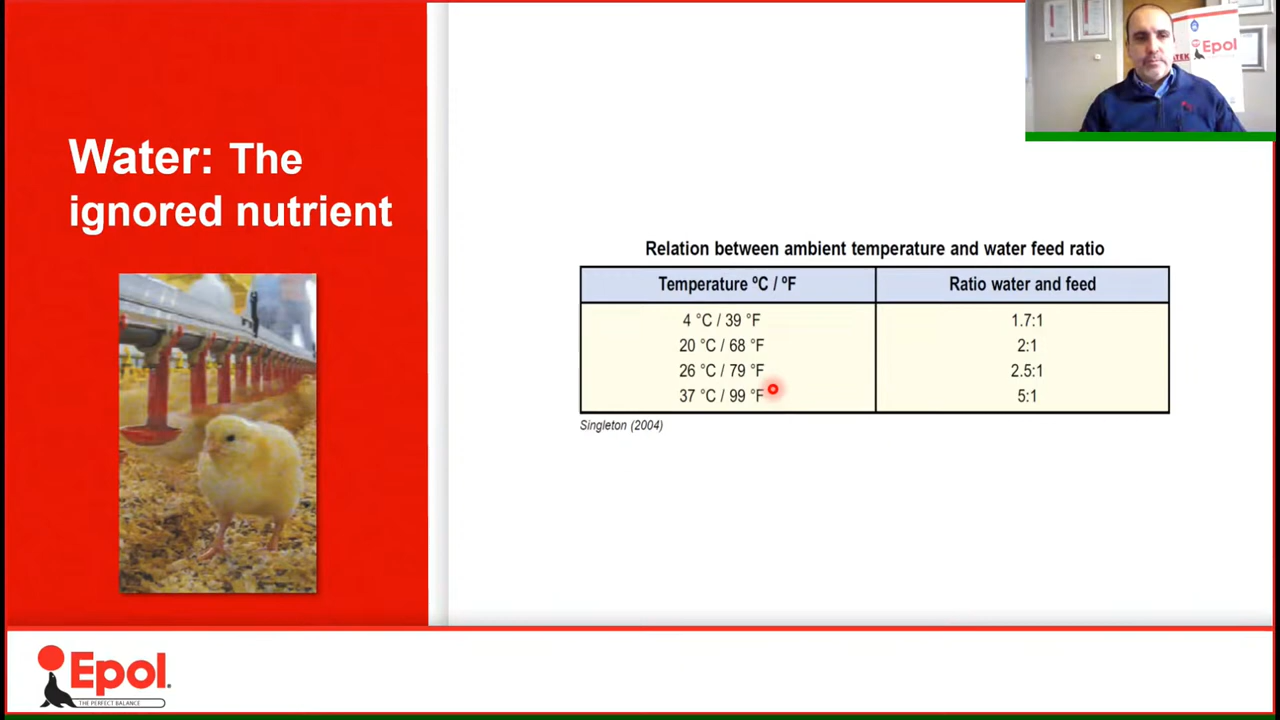 Water: The
ignored nutrient
Epol
Relation between ambient temperature and water feed ratio
Temperature ºC / ºF
Ratio water and feed
4 °C / 39 °F
1.7:1
20 °C / 68 °F
2:1
26 °C / 79 °F
2.5:1
37 °C / 99 °F
5:1
Singleton (2004)
Epol.
THE PERFECT BALANCE